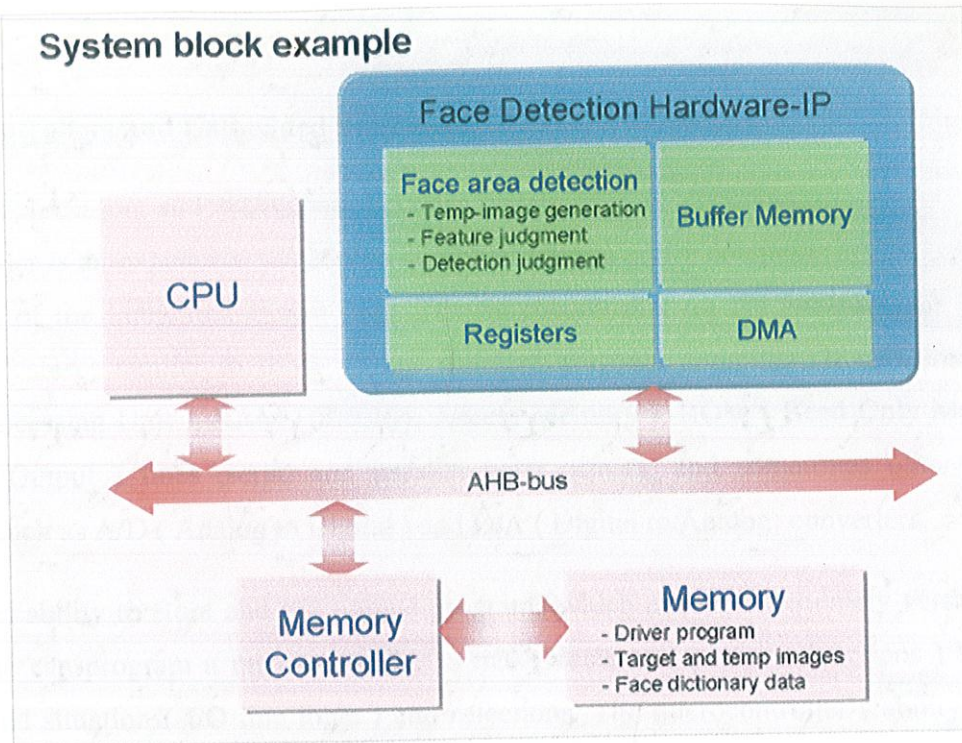 System block example
Face Detection Hardware-IP
Face area detection
- Temp-image generation
- Feature judgment
- Detection judgment
Buffer Memory
Registers
DMA
CPU
AHB-bus
Memory
Controller
Memory
- Driver program
- Target and temp images
- Face dictionary data